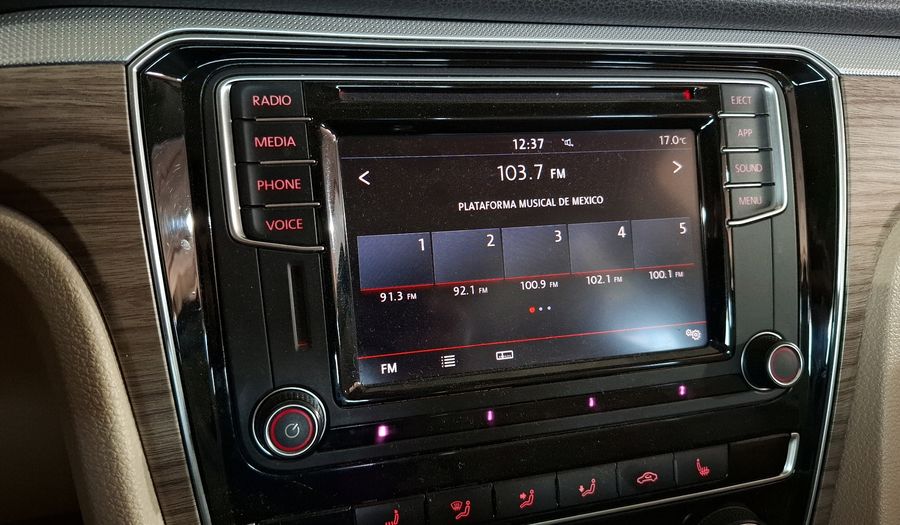 RADIO
MEDIA
PHONE
VOICE
EJECT
APP
SOUND
MENU
12:37 17.0°C
< 103.7 FM >
PLATAFORMA MUSICAL DE MEXICO
1 2 3 4 5
91.3 FM 92.1 FM 100.9 FM 102.1 FM 100.1 FM
FM